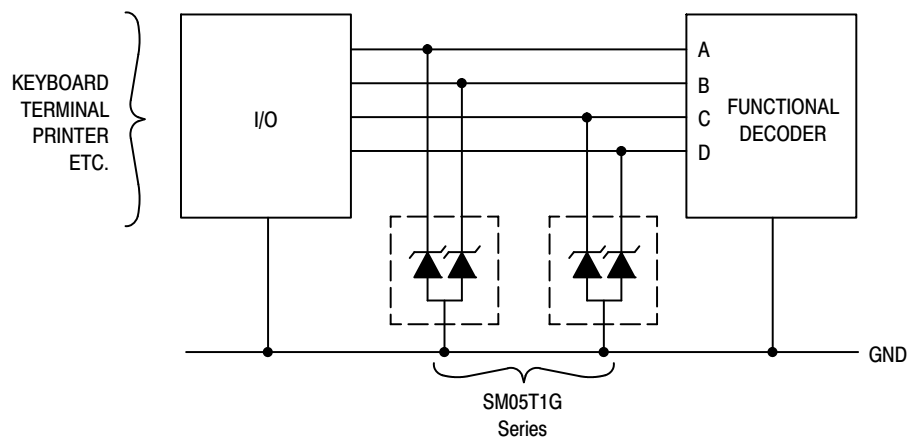 KEYBOARD
TERMINAL
PRINTER
ETC.
I/O
A
B
C
D
FUNCTIONAL
DECODER
GND
SM05T1G
Series